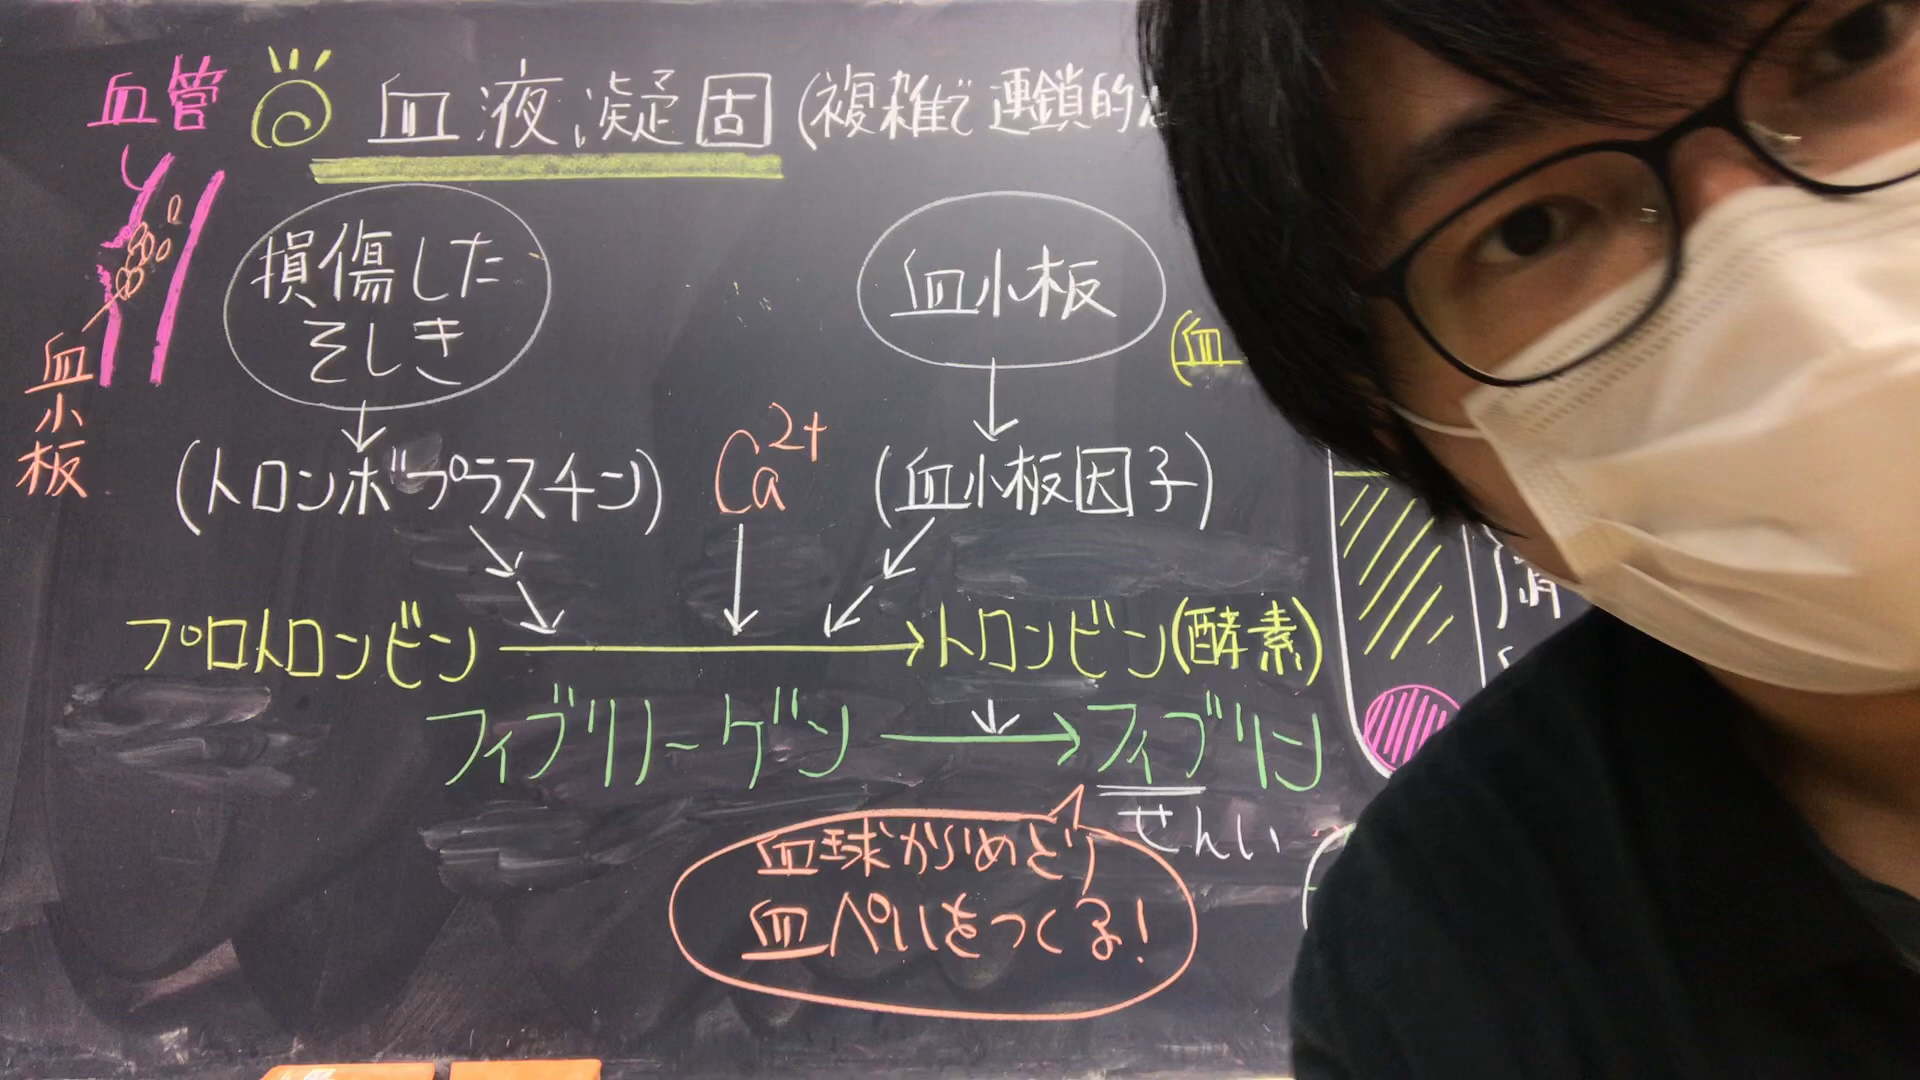 血管
血液凝固(複雑で連鎖的
損傷した
そしき
血小板
血小板
(血
(トロンボプラスチン)
Ca2+
(血小板因子)
プロトロンビン
トロンビン(酵素)
フィブリノーゲン
フィブリン
せんい
血球からめとり
血ぺいをつくる!